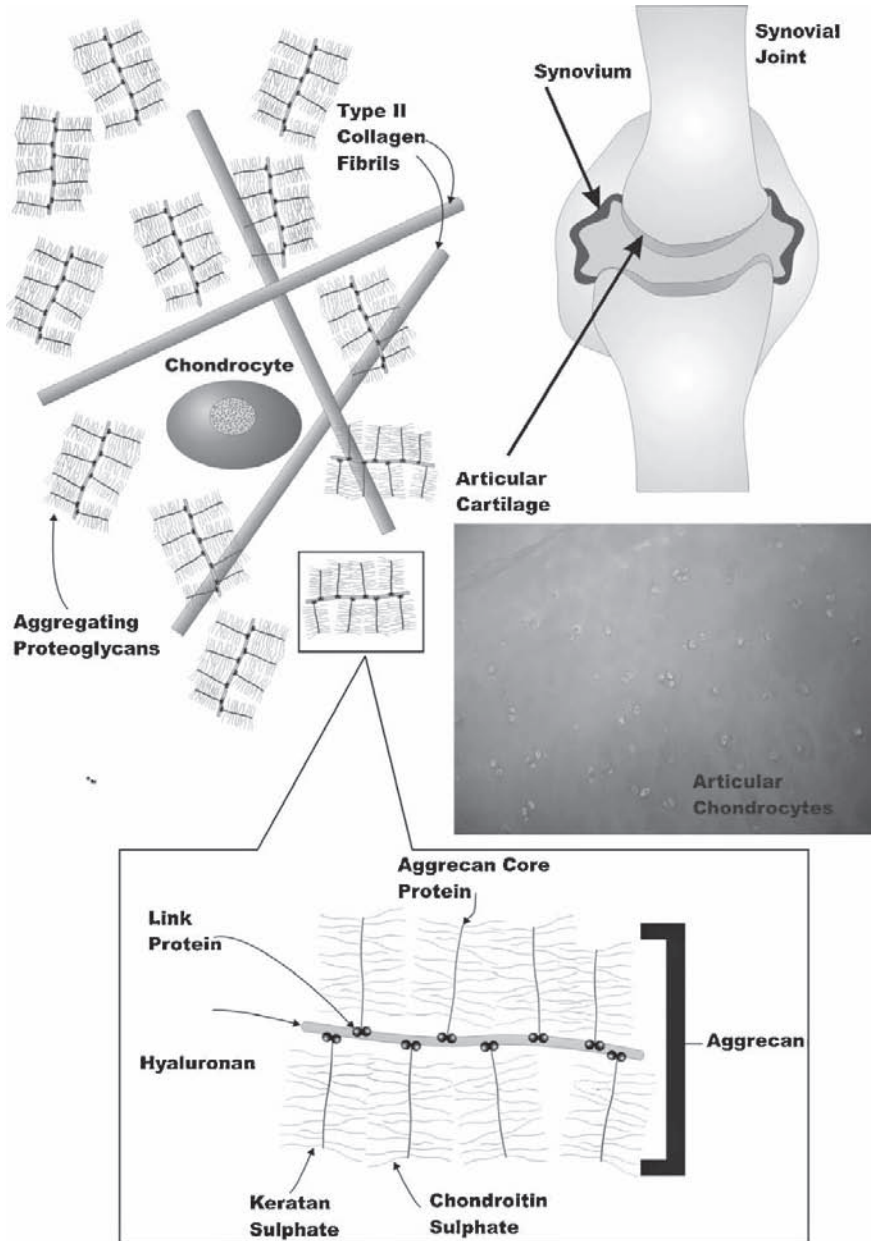 Synovial
Joint
Synovium
Type II
Collagen
Fibrils
Chondrocyte
Articular
Cartilage
Aggregating
Proteoglycans
Articular
Chondrocytes
Aggrecan Core
Protein
Link
Protein
Hyaluronan
Aggrecan
Keratan
Sulphate
Chondroitin
Sulphate